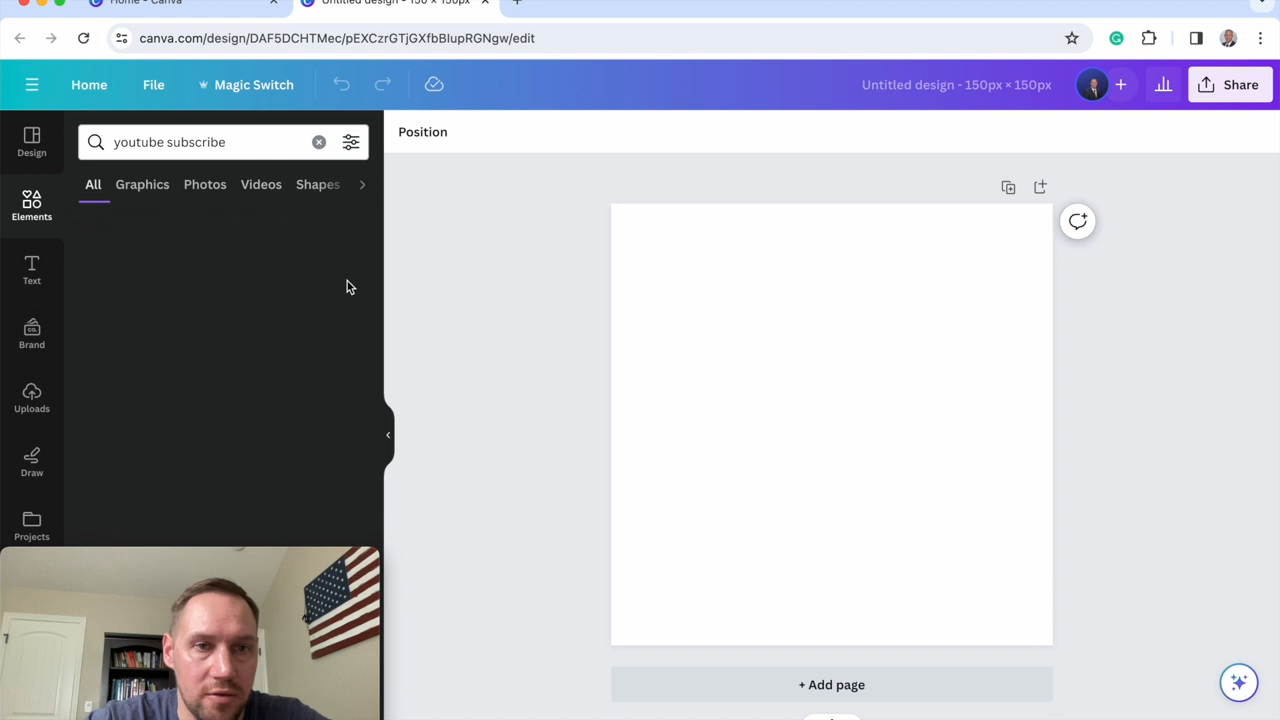 Home - Canva
Untitled design - 150 × 150px
canva.com/design/DAF5DCHTMec/pEXCzrGTjGXfbBIupRGNgw/edit
Home
File
Magic Switch
Untitled design - 150px × 150px
Share
Design
youtube subscribe
Position
All
Graphics
Photos
Videos
Shapes
Elements
Text
CO.
Brand
Uploads
Draw
Projects
+ Add page